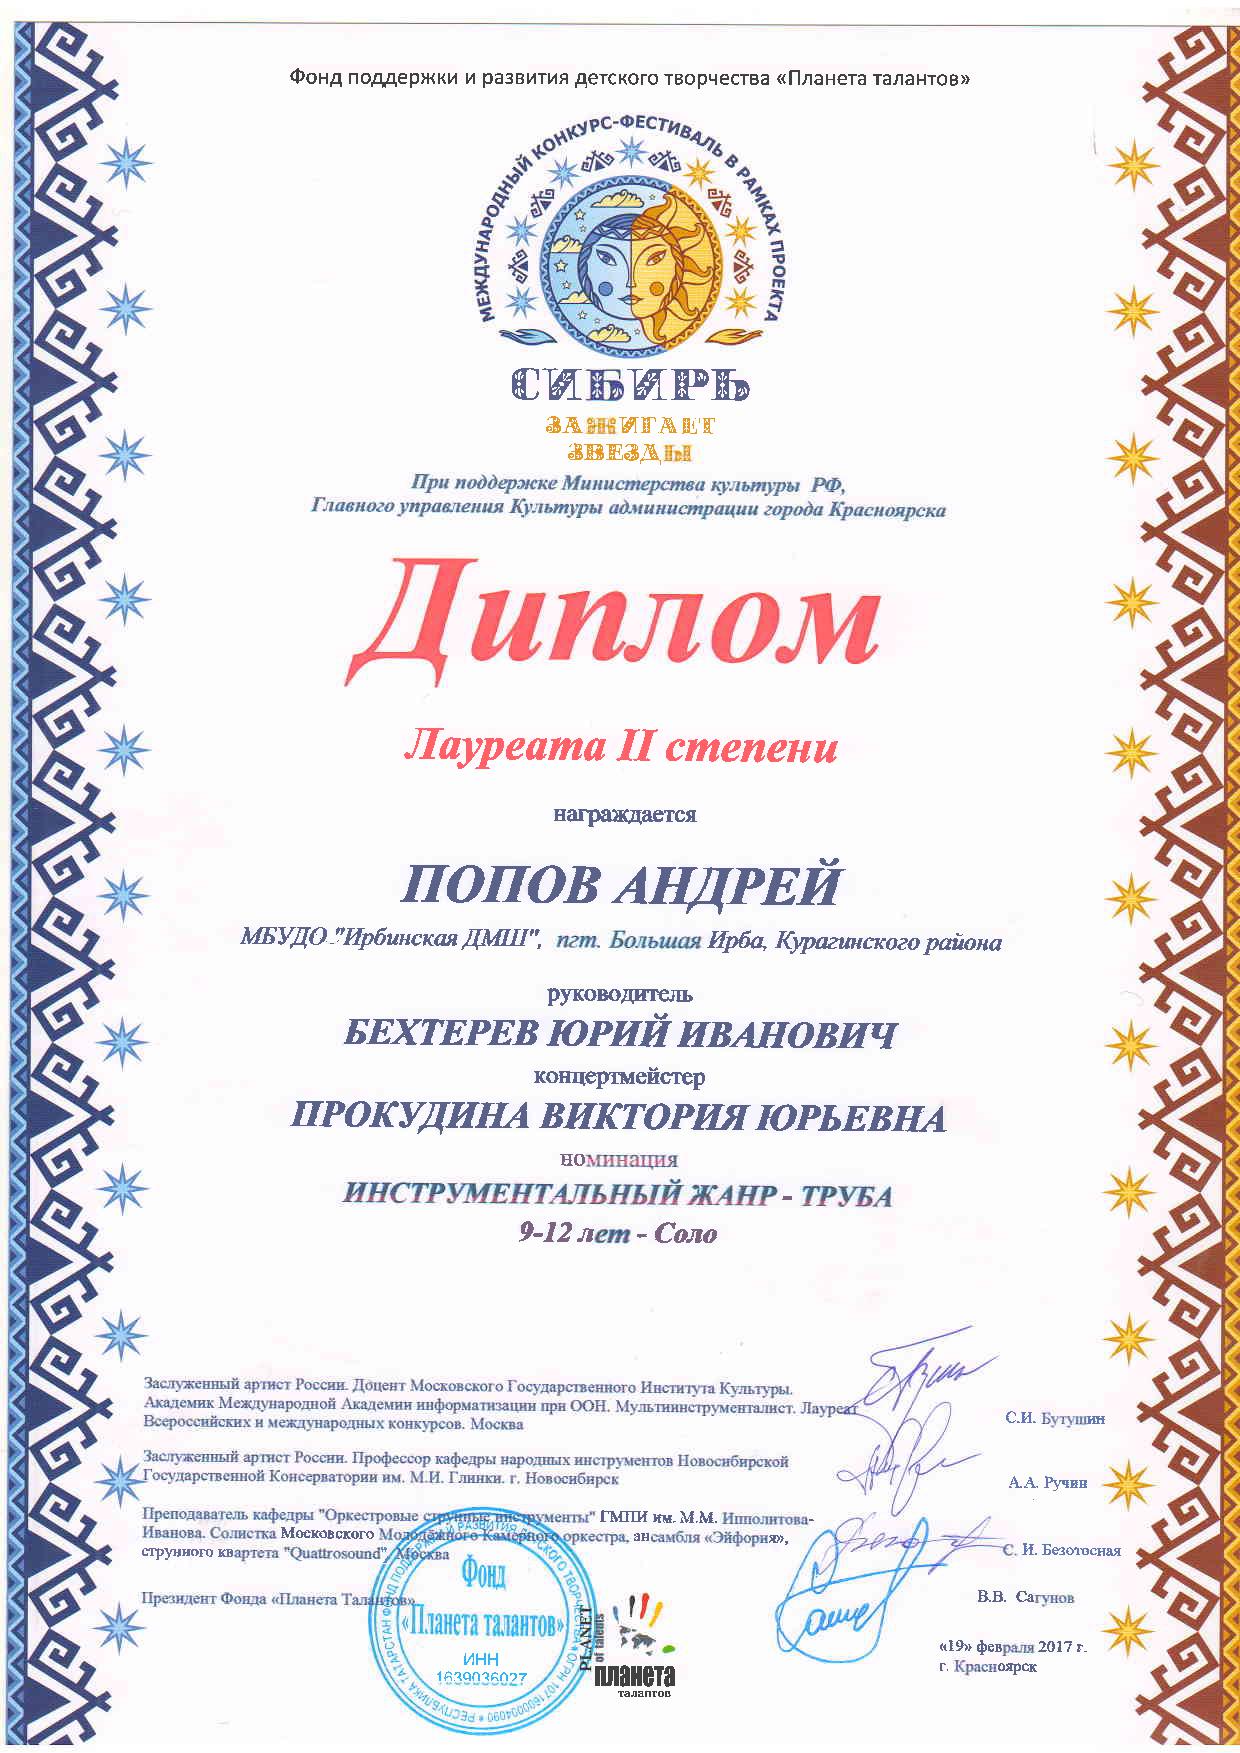 Фонд поддержки и развития детского творчества «Планета талантов»
МЕЖДУНАРОДНЫЙ КОНКУРС-ФЕСТИВАЛЬ В РАМКАХ ПРОЕКТА
СИБИРЬ
ЗАЖИГАЕТ
ЗВЕЗДЫ
При поддержке Министерства культуры РФ,
Главного управления Культуры администрации города Красноярска
Диплом
Лауреата II степени
награждается
ПОПОВ АНДРЕЙ
МБУДО "Ирбинская ДМШ", пгт. Большая Ирба, Курагинского района
руководитель
БЕХТЕРЕВ ЮРИЙ ИВАНОВИЧ
концертмейстер
ПРОКУДИНА ВИКТОРИЯ ЮРЬЕВНА
номинация
ИНСТРУМЕНТАЛЬНЫЙ ЖАНР - ТРУБА
9-12 лет - Соло
Заслуженный артист России. Доцент Московского Государственного Института Культуры.
Академик Международной Академии информатизации при ООН. Мультиинструменталист. Лауреат
Всероссийских и международных конкурсов. Москва
С.И. Бутушин
Заслуженный артист России. Профессор кафедры народных инструментов Новосибирской
Государственной Консерватории им. М.И. Глинки. г. Новосибирск
А.А. Ручин
Преподаватель кафедры "Оркестровые струнные инструменты" ГМПИ им. М.М. Ипполитова-
Иванова. Солистка Московского Молодёжного Камерного оркестра, ансамбля «Эйфория»,
струнного квартета "Quattrosound", Москва
С. И. Безотосная
Президент Фонда «Планета Талантов»
В.В. Сагунов
Фонд
«Планета талантов»
ИНН
1639036027
PLANET
of talents
планета
талантов
«19» февраля 2017 г.
г. Красноярск